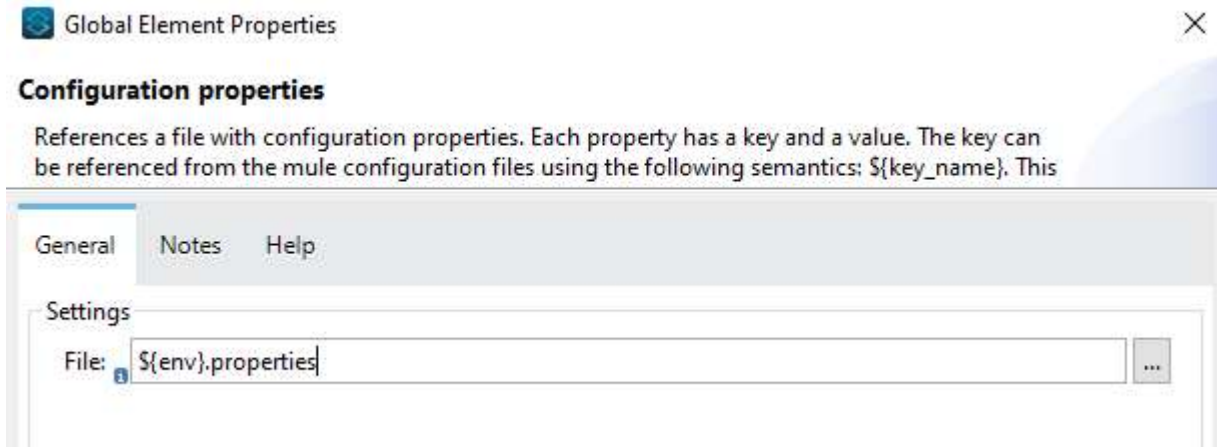 Global Element Properties
Configuration properties
References a file with configuration properties. Each property has a key and a value. The key can
be referenced from the mule configuration files using the following semantics: ${key_name}. This
General Notes Help
Settings
File: ${env}.properties ...